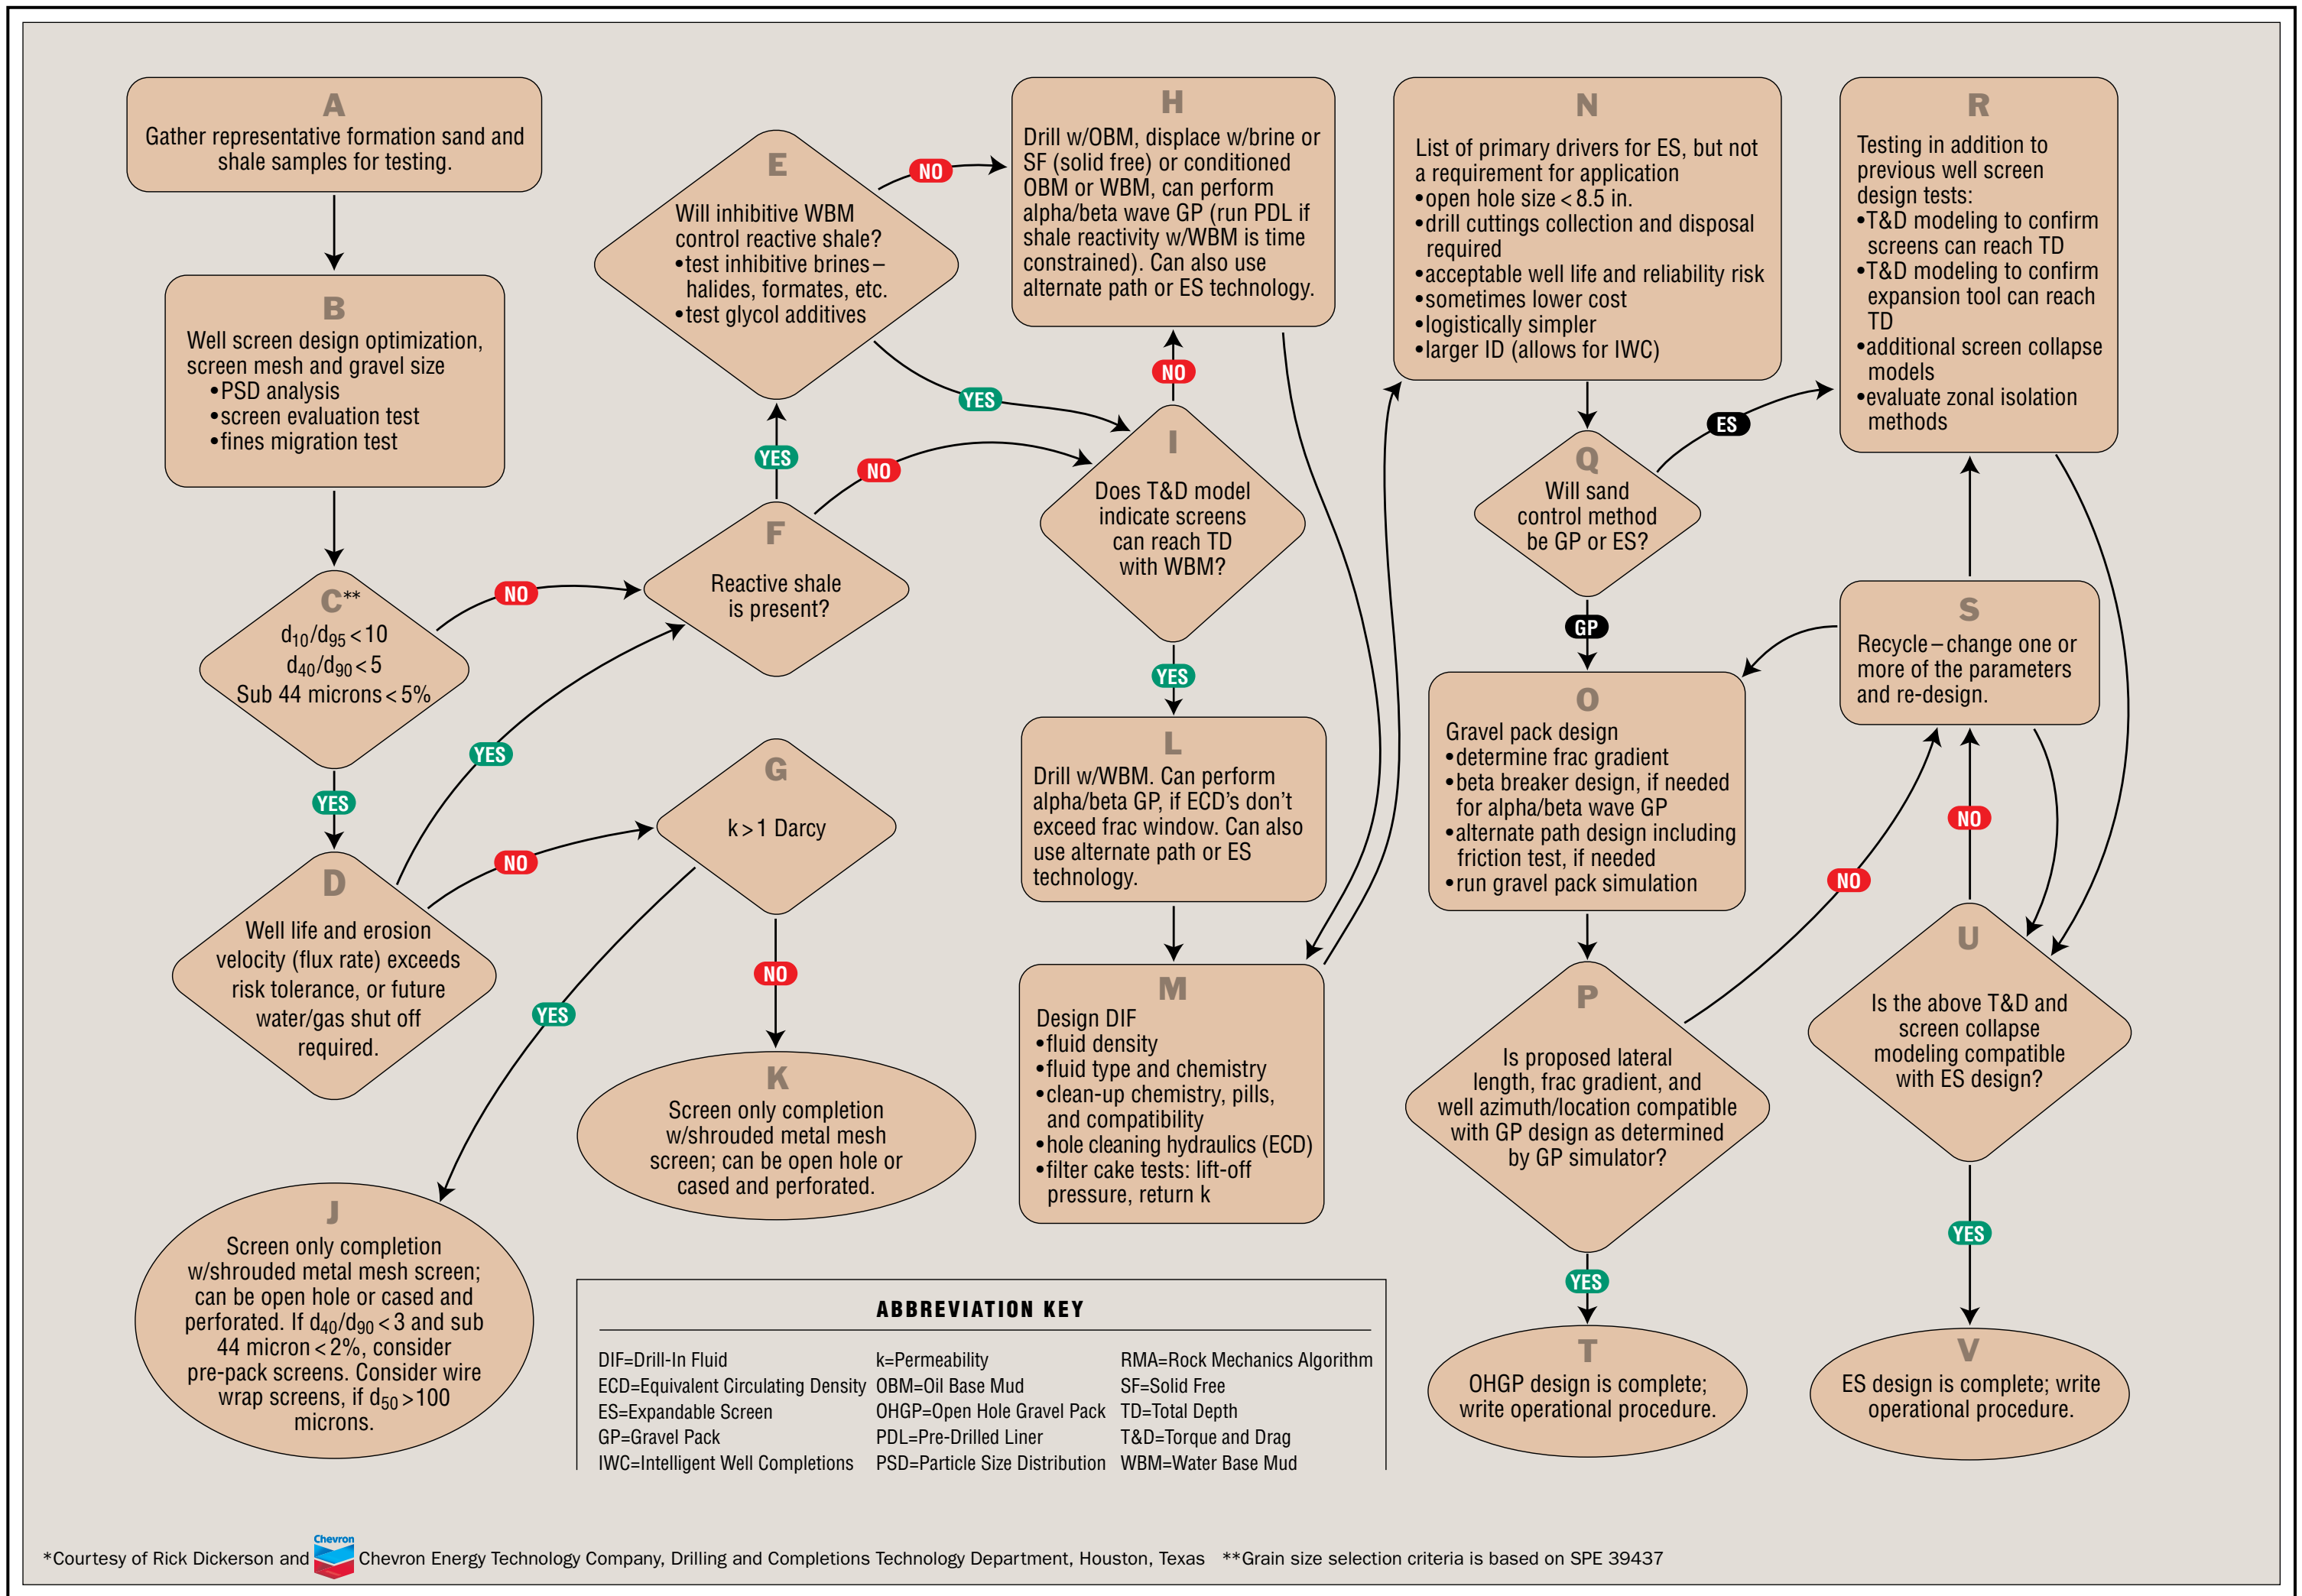 A
Gather representative formation sand and
shale samples for testing.
B
Well screen design optimization,
screen mesh and gravel size
•PSD analysis
•screen evaluation test
•fines migration test
C**
d10/d95<10
d40/d90<5
Sub 44 microns<5%
NO
YES
D
Well life and erosion
velocity (flux rate) exceeds
risk tolerance, or future
water/gas shut off
required.
YES
NO
E
Will inhibitive WBM
control reactive shale?
•test inhibitive brines–
halides, formates, etc.
•test glycol additives
NO
YES
F
Reactive shale
is present?
YES
NO
G
k>1 Darcy
YES
NO
H
Drill w/OBM, displace w/brine or
SF (solid free) or conditioned
OBM or WBM, can perform
alpha/beta wave GP (run PDL if
shale reactivity w/WBM is time
constrained). Can also use
alternate path or ES technology.
I
Does T&D model
indicate screens
can reach TD
with WBM?
NO
YES
J
Screen only completion
w/shrouded metal mesh screen;
can be open hole or cased and
perforated. If d40/d90<3 and sub
44 micron<2%, consider
pre-pack screens. Consider wire
wrap screens, if d50>100
microns.
K
Screen only completion
w/shrouded metal mesh
screen; can be open hole or
cased and perforated.
L
Drill w/WBM. Can perform
alpha/beta GP, if ECD's don't
exceed frac window. Can also
use alternate path or ES
technology.
M
Design DIF
•fluid density
•fluid type and chemistry
•clean-up chemistry, pills,
and compatibility
•hole cleaning hydraulics (ECD)
•filter cake tests: lift-off
pressure, return k
N
List of primary drivers for ES, but not
a requirement for application
•open hole size<8.5 in.
•drill cuttings collection and disposal
required
•acceptable well life and reliability risk
•sometimes lower cost
•logistically simpler
•larger ID (allows for IWC)
Q
Will sand
control method
be GP or ES?
ES
GP
O
Gravel pack design
•determine frac gradient
•beta breaker design, if needed
for alpha/beta wave GP
•alternate path design including
friction test, if needed
•run gravel pack simulation
P
Is proposed lateral
length, frac gradient, and
well azimuth/location compatible
with GP design as determined
by GP simulator?
NO
YES
R
Testing in addition to
previous well screen
design tests:
•T&D modeling to confirm
screens can reach TD
•T&D modeling to confirm
expansion tool can reach
TD
•additional screen collapse
models
•evaluate zonal isolation
methods
S
Recycle–change one or
more of the parameters
and re-design.
NO
U
Is the above T&D and
screen collapse
modeling compatible
with ES design?
YES
T
OHGP design is complete;
write operational procedure.
V
ES design is complete; write
operational procedure.
ABBREVIATION KEY
DIF=Drill-In Fluid
ECD=Equivalent Circulating Density
ES=Expandable Screen
GP=Gravel Pack
IWC=Intelligent Well Completions
k=Permeability
OBM=Oil Base Mud
OHGP=Open Hole Gravel Pack
PDL=Pre-Drilled Liner
PSD=Particle Size Distribution
RMA=Rock Mechanics Algorithm
SF=Solid Free
TD=Total Depth
T&D=Torque and Drag
WBM=Water Base Mud
Chevron
*Courtesy of Rick Dickerson and Chevron Energy Technology Company, Drilling and Completions Technology Department, Houston, Texas **Grain size selection criteria is based on SPE 39437